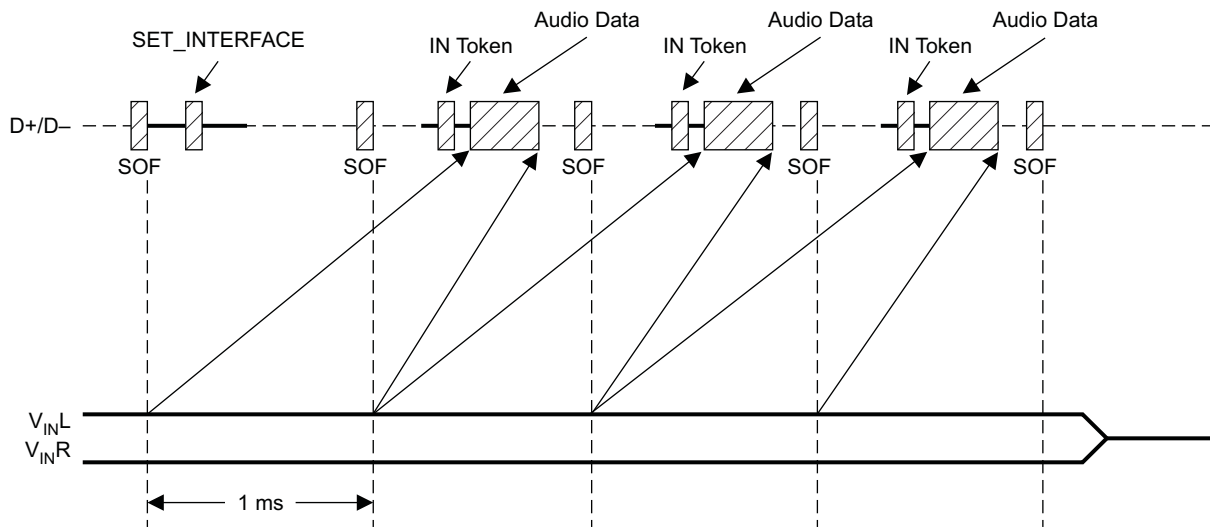 Audio Data
Audio Data
Audio Data
SET_INTERFACE
IN Token
IN Token
IN Token
D+/D–
SOF
SOF
SOF
SOF
SOF
VINL
VINR
1 ms